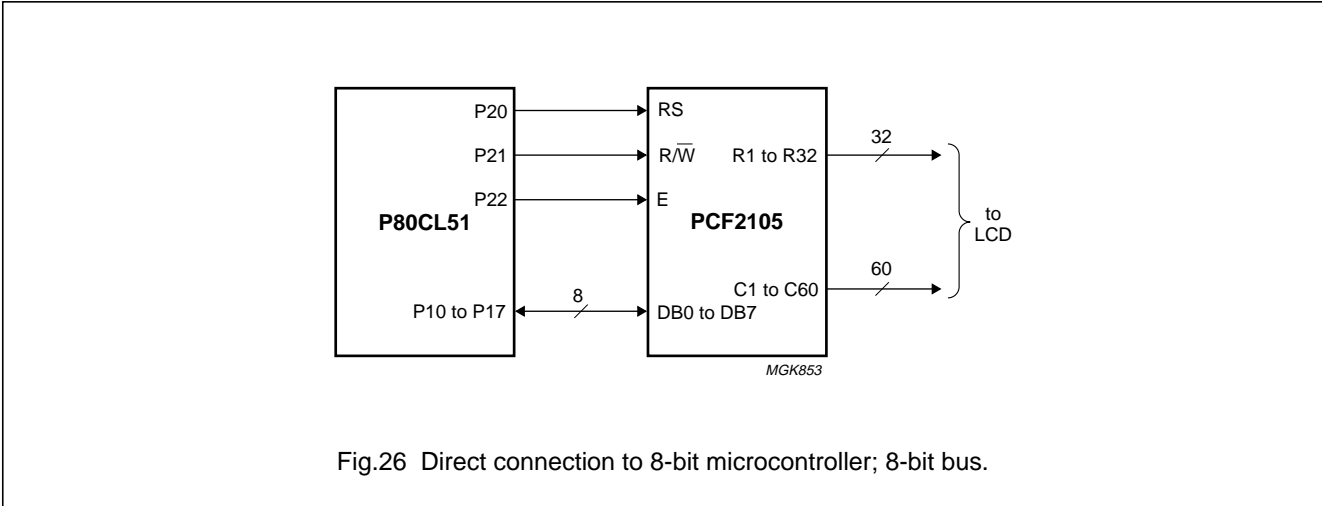 P20
RS
32
P21
R/W̅
R1 to R32
P22
E
P80CL51
PCF2105
to
LCD
60
C1 to C60
8
P10 to P17
DB0 to DB7
MGK853
Fig.26 Direct connection to 8-bit microcontroller; 8-bit bus.